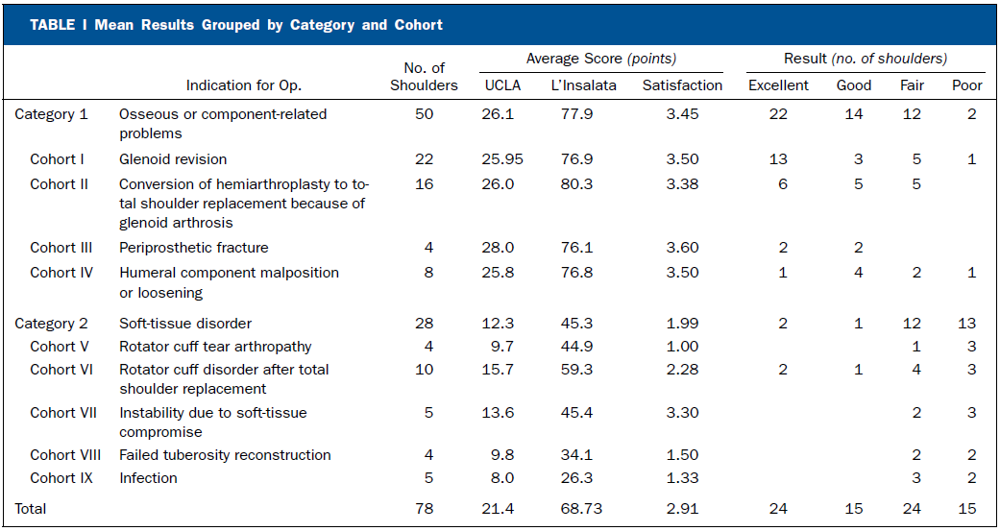 TABLE I Mean Results Grouped by Category and Cohort
Average Score (points) Result (no. of shoulders)
No. of
Indication for Op. Shoulders UCLA L'Insalata Satisfaction Excellent Good Fair Poor
Category 1 Osseous or component-related 50 26.1 77.9 3.45 22 14 12 2
problems
Cohort I Glenoid revision 22 25.95 76.9 3.50 13 3 5 1
Cohort II Conversion of hemiarthroplasty to to- 16 26.0 80.3 3.38 6 5 5
tal shoulder replacement because of
glenoid arthrosis
Cohort III Periprosthetic fracture 4 28.0 76.1 3.60 2 2
Cohort IV Humeral component malposition 8 25.8 76.8 3.50 1 4 2 1
or loosening
Category 2 Soft-tissue disorder 28 12.3 45.3 1.99 2 1 12 13
Cohort V Rotator cuff tear arthropathy 4 9.7 44.9 1.00 1 3
Cohort VI Rotator cuff disorder after total 10 15.7 59.3 2.28 2 1 4 3
shoulder replacement
Cohort VII Instability due to soft-tissue 5 13.6 45.4 3.30 2 3
compromise
Cohort VIII Failed tuberosity reconstruction 4 9.8 34.1 1.50 2 2
Cohort IX Infection 5 8.0 26.3 1.33 3 2
Total 78 21.4 68.73 2.91 24 15 24 15